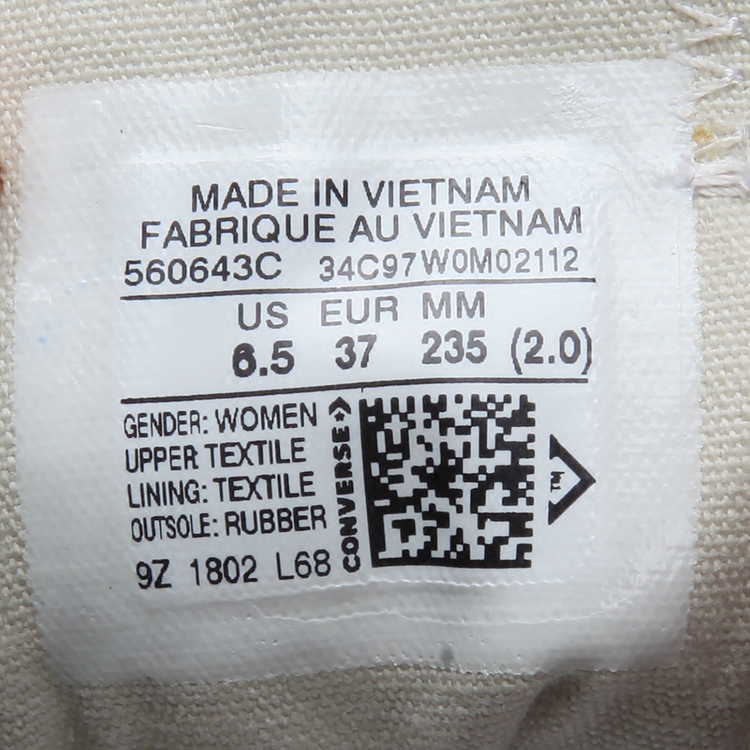 MADE IN VIETNAM
FABRIQUE AU VIETNAM
560643C 34C97W0M02112
US EUR MM
6.5 37 235 (2.0)
GENDER: WOMEN
UPPER TEXTILE
LINING: TEXTILE
OUTSOLE: RUBBER
9Z 1802 L68
CONVERSE